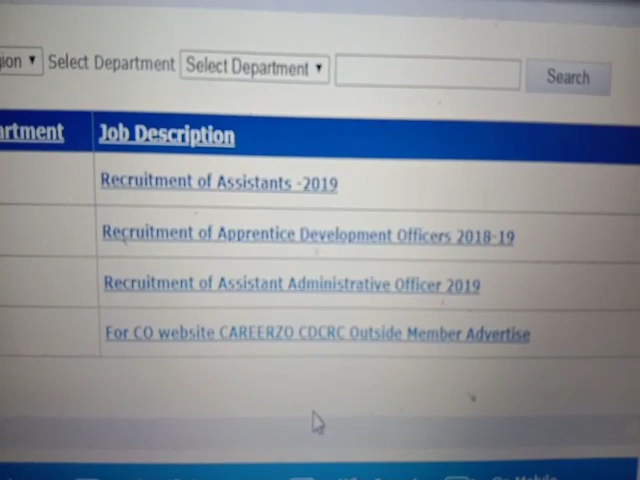 Select Department Select Department Search
Job Description
Recruitment of Assistants -2019
Recruitment of Apprentice Development Officers 2018-19
Recruitment of Assistant Administrative Officer 2019
For CO website CAREERZO CDCRC Outside Member Advertise